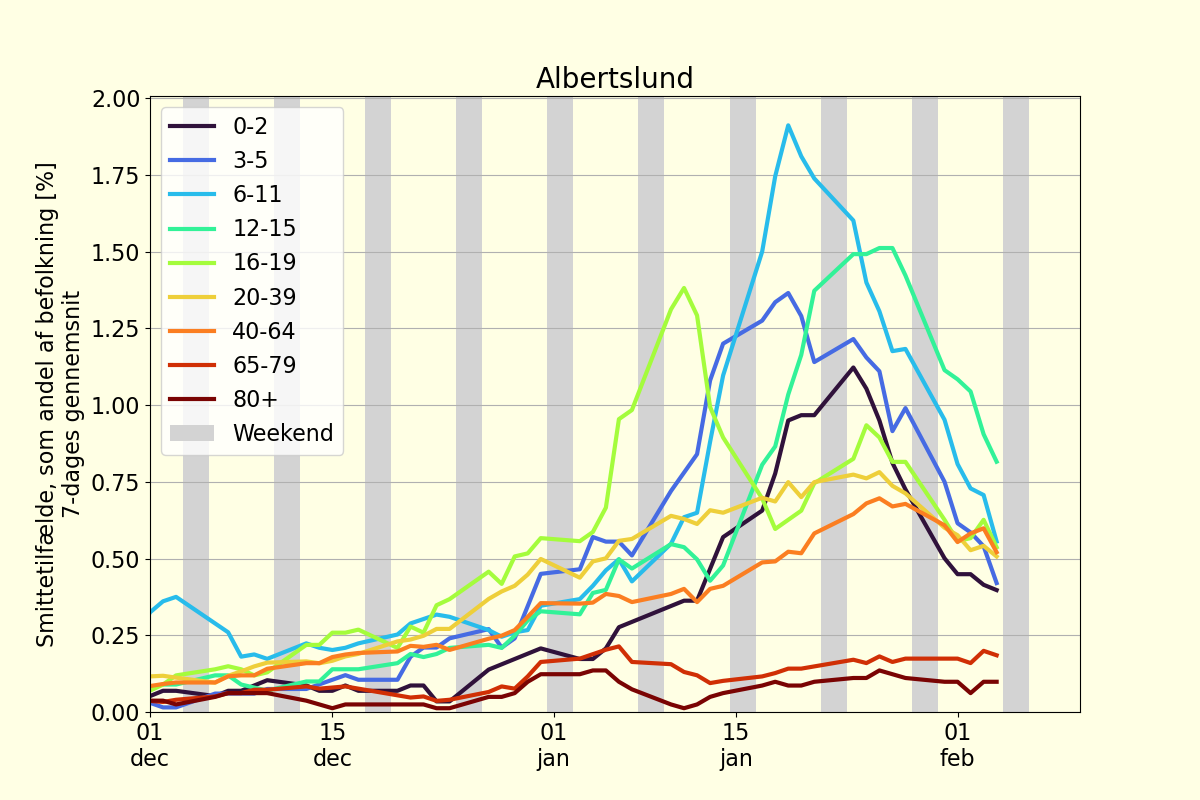 Albertslund
Smittetilfælde, som andel af befolkning [%]
7-dages gennemsnit
2.00
1.75
1.50
1.25
1.00
0.75
0.50
0.25
0.00
0-2
3-5
6-11
12-15
16-19
20-39
40-64
65-79
80+
Weekend
01
dec
15
dec
01
jan
15
jan
01
feb